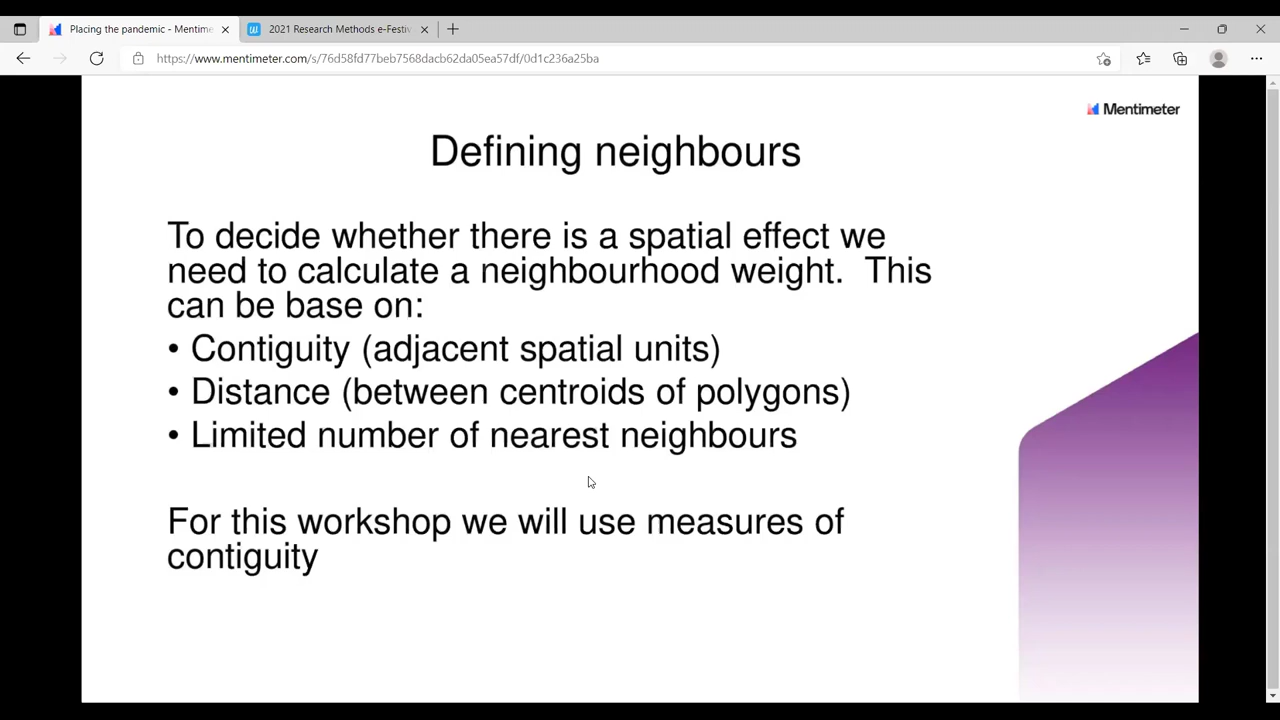 Placing the pandemic - Mentime
2021 Research Methods e-Festiv
https://www.mentimeter.com/s/76d58fd77beb7568dacb62da05ea57df/0d1c236a25ba
Mentimeter
Defining neighbours
To decide whether there is a spatial effect we
need to calculate a neighbourhood weight. This
can be base on:
• Contiguity (adjacent spatial units)
• Distance (between centroids of polygons)
• Limited number of nearest neighbours
For this workshop we will use measures of
contiguity